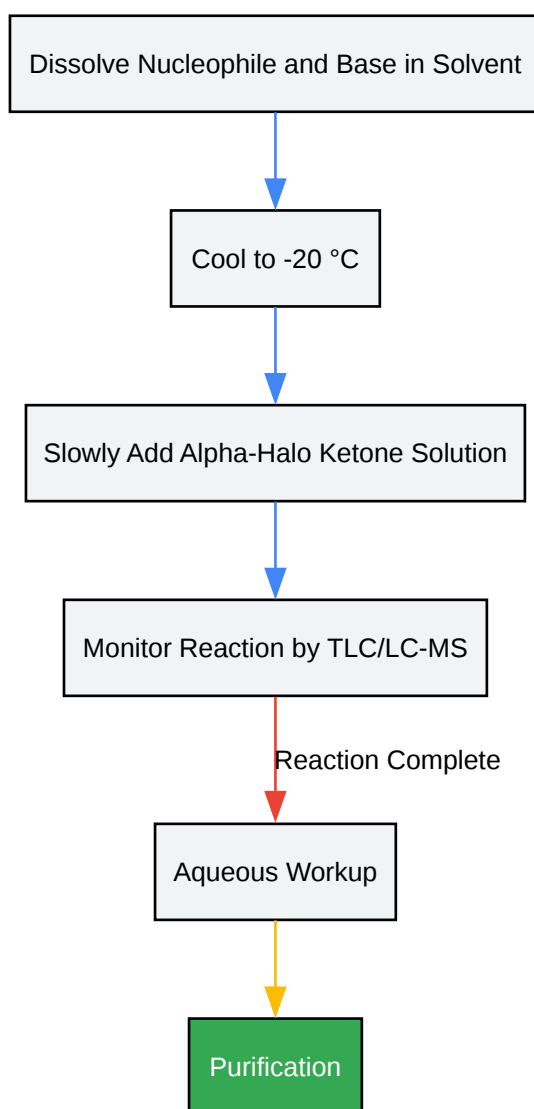 Dissolve Nucleophile and Base in Solvent
Cool to -20 °C
Slowly Add Alpha-Halo Ketone Solution
Monitor Reaction by TLC/LC-MS
Reaction Complete
Aqueous Workup
Purification